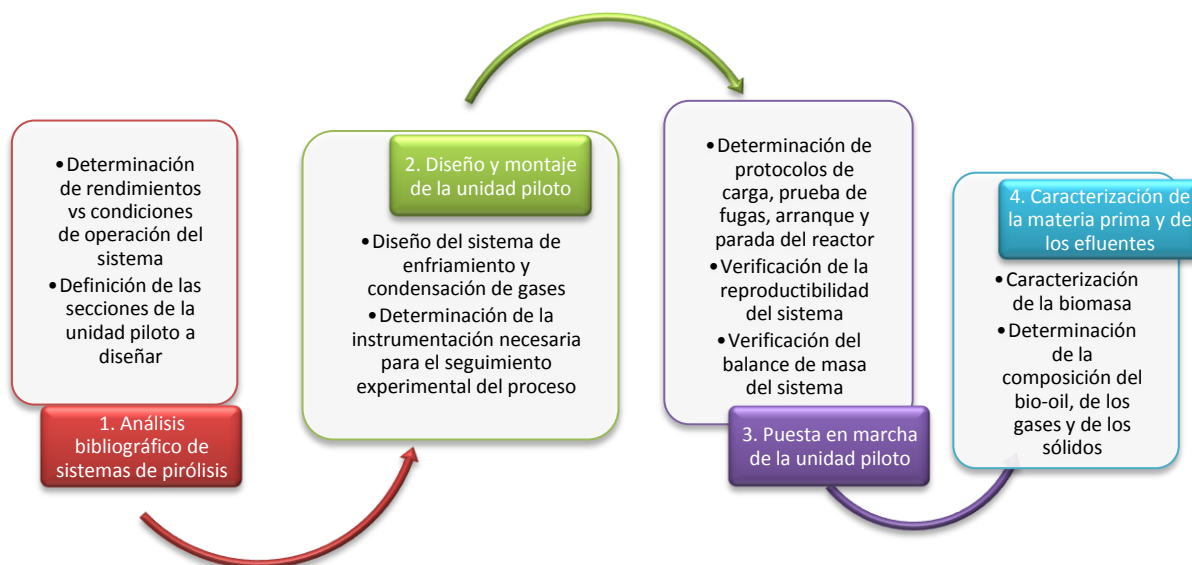 •Determinación
de rendimientos
vs condiciones
de operación del
sistema
•Definición de las
secciones de la
unidad piloto a
diseñar
1. Análisis
bibliográfico de
sistemas de pirólisis
2. Diseño y montaje
de la unidad piloto
•Diseño del sistema de
enfriamiento y
condensación de gases
•Determinación de la
instrumentación necesaria
para el seguimiento
experimental del proceso
•Determinación de
protocolos de
carga, prueba de
fugas, arranque y
parada del reactor
•Verificación de la
reproductibilidad
del sistema
•Verificación del
balance de masa
del sistema
3. Puesta en marcha
de la unidad piloto
4. Caracterización de
la materia prima y de
los efluentes
•Caracterización
de la biomasa
•Determinación
de la
composición del
bio-oil, de los
gases y de los
sólidos